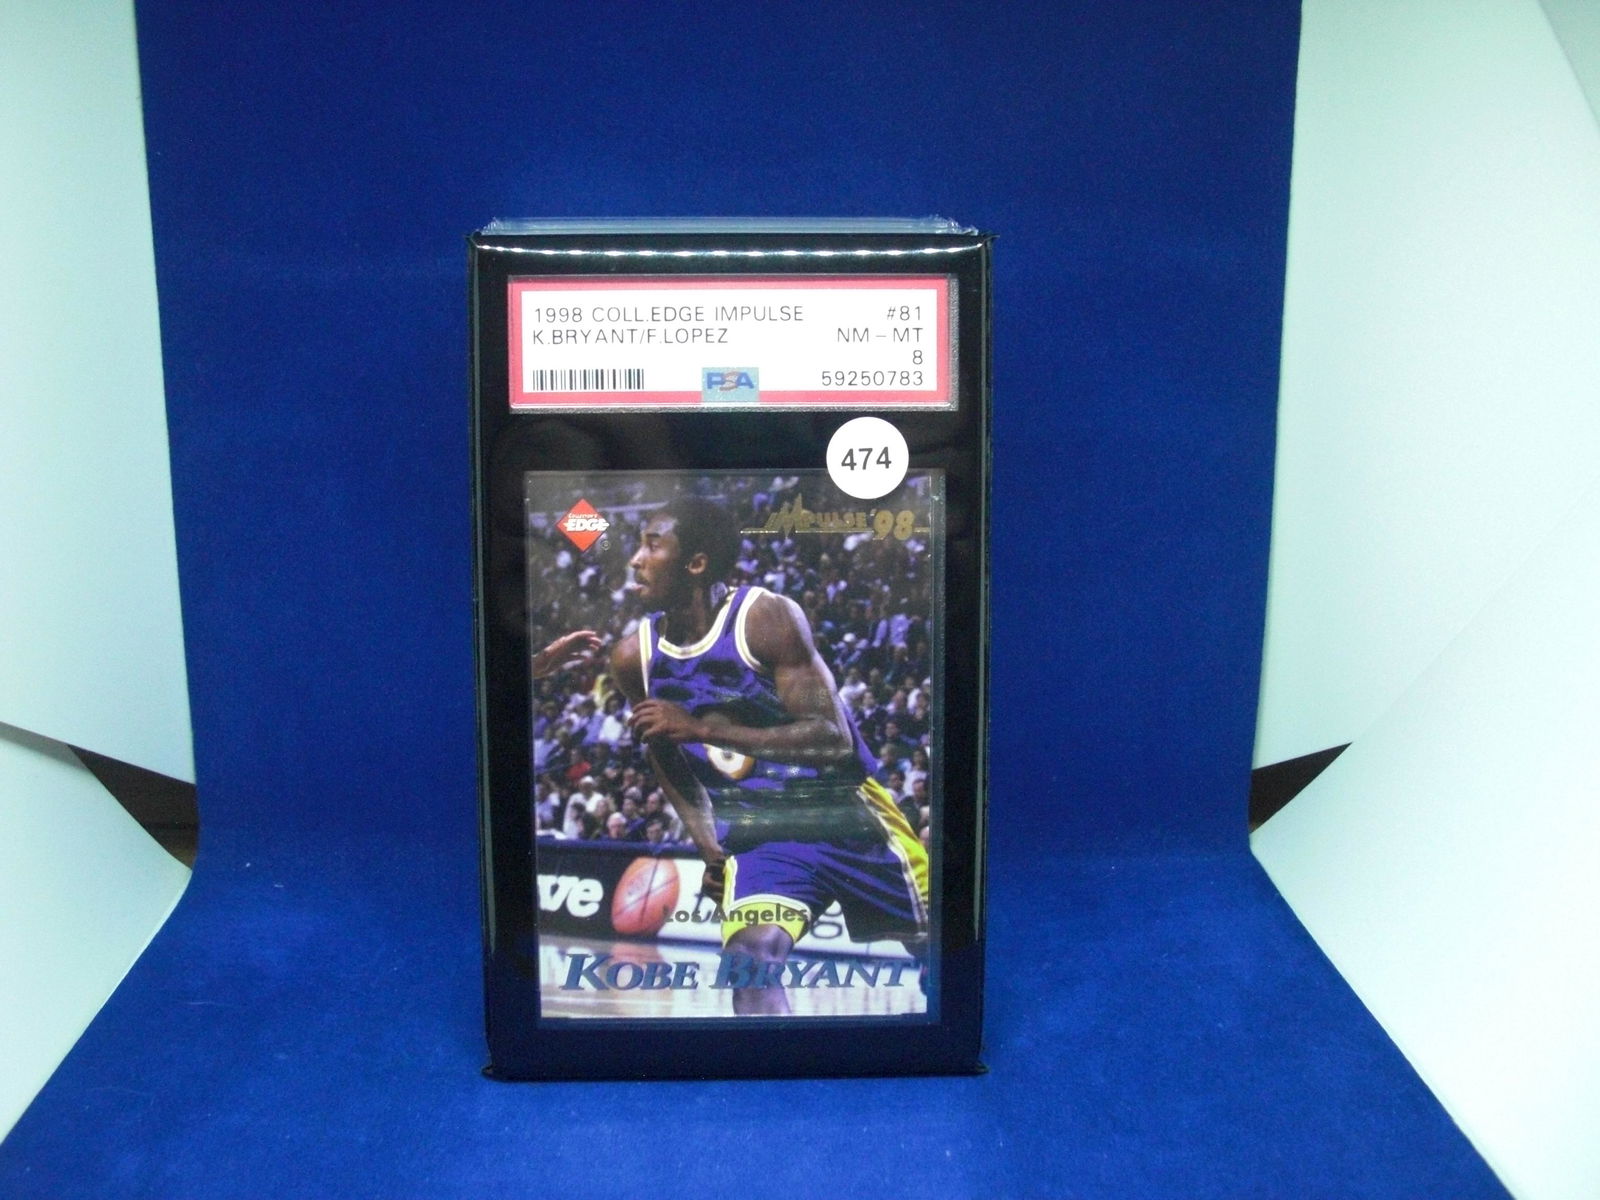 1998 COLL.EDGE IMPULSE #81
K.BRYANT/F.LOPEZ NM - MT
8
PSA 59250783
474
COLLECTOR'S EDGE
IMPULSE '98
ve
Los Angeles
KOBE BRYANT